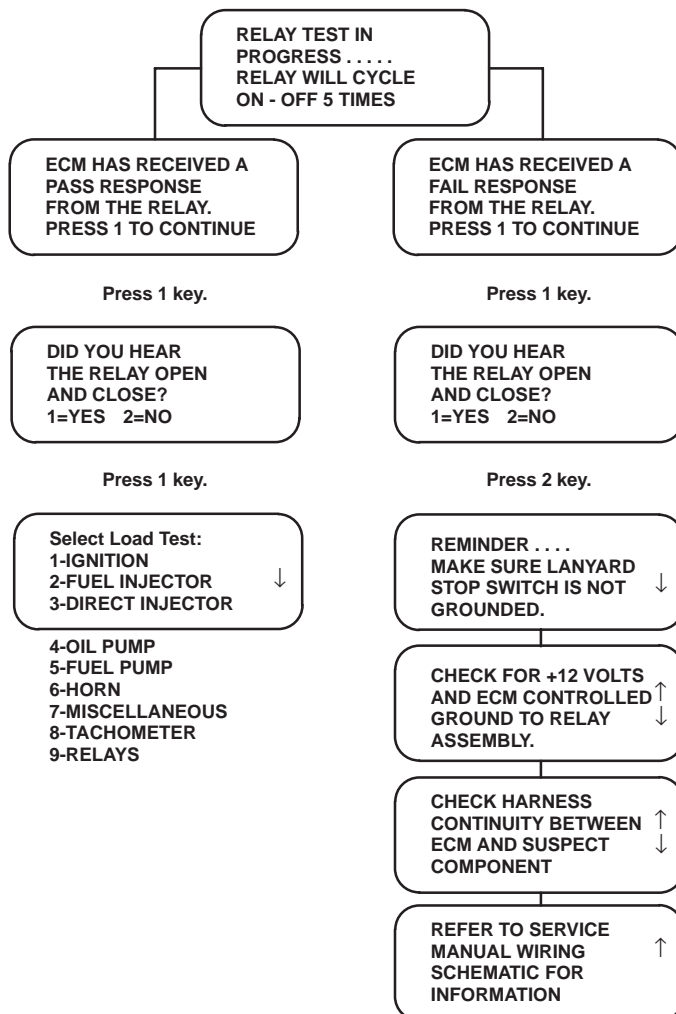 RELAY TEST IN
PROGRESS . . . . .
RELAY WILL CYCLE
ON - OFF 5 TIMES
ECM HAS RECEIVED A
PASS RESPONSE
FROM THE RELAY.
PRESS 1 TO CONTINUE
Press 1 key.
DID YOU HEAR
THE RELAY OPEN
AND CLOSE?
1=YES 2=NO
Press 1 key.
Select Load Test:
1-IGNITION
2-FUEL INJECTOR ↓
3-DIRECT INJECTOR
4-OIL PUMP
5-FUEL PUMP
6-HORN
7-MISCELLANEOUS
8-TACHOMETER
9-RELAYS
ECM HAS RECEIVED A
FAIL RESPONSE
FROM THE RELAY.
PRESS 1 TO CONTINUE
Press 1 key.
DID YOU HEAR
THE RELAY OPEN
AND CLOSE?
1=YES 2=NO
Press 2 key.
REMINDER . . . .
MAKE SURE LANYARD
STOP SWITCH IS NOT ↓
GROUNDED.
CHECK FOR +12 VOLTS ↑
AND ECM CONTROLLED
GROUND TO RELAY ↓
ASSEMBLY.
CHECK HARNESS
CONTINUITY BETWEEN ↑
ECM AND SUSPECT ↓
COMPONENT
REFER TO SERVICE
MANUAL WIRING ↑
SCHEMATIC FOR
INFORMATION